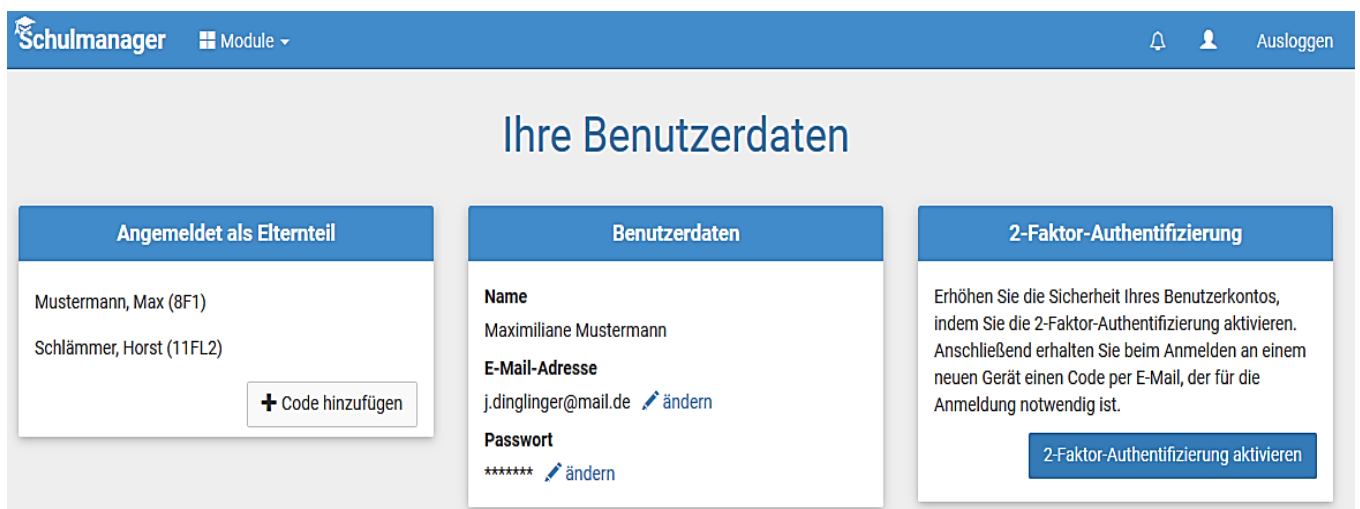 Schulmanager Module Ausloggen
Ihre Benutzerdaten
Angemeldet als Elternteil
Mustermann, Max (8F1)
Schlämmer, Horst (11FL2)
+ Code hinzufügen
Benutzerdaten
Name
Maximiliane Mustermann
E-Mail-Adresse
j.dinglinger@mail.de ändern
Passwort
******* ändern
2-Faktor-Authentifizierung
Erhöhen Sie die Sicherheit Ihres Benutzerkontos,
indem Sie die 2-Faktor-Authentifizierung aktivieren.
Anschließend erhalten Sie beim Anmelden an einem
neuen Gerät einen Code per E-Mail, der für die
Anmeldung notwendig ist.
2-Faktor-Authentifizierung aktivieren